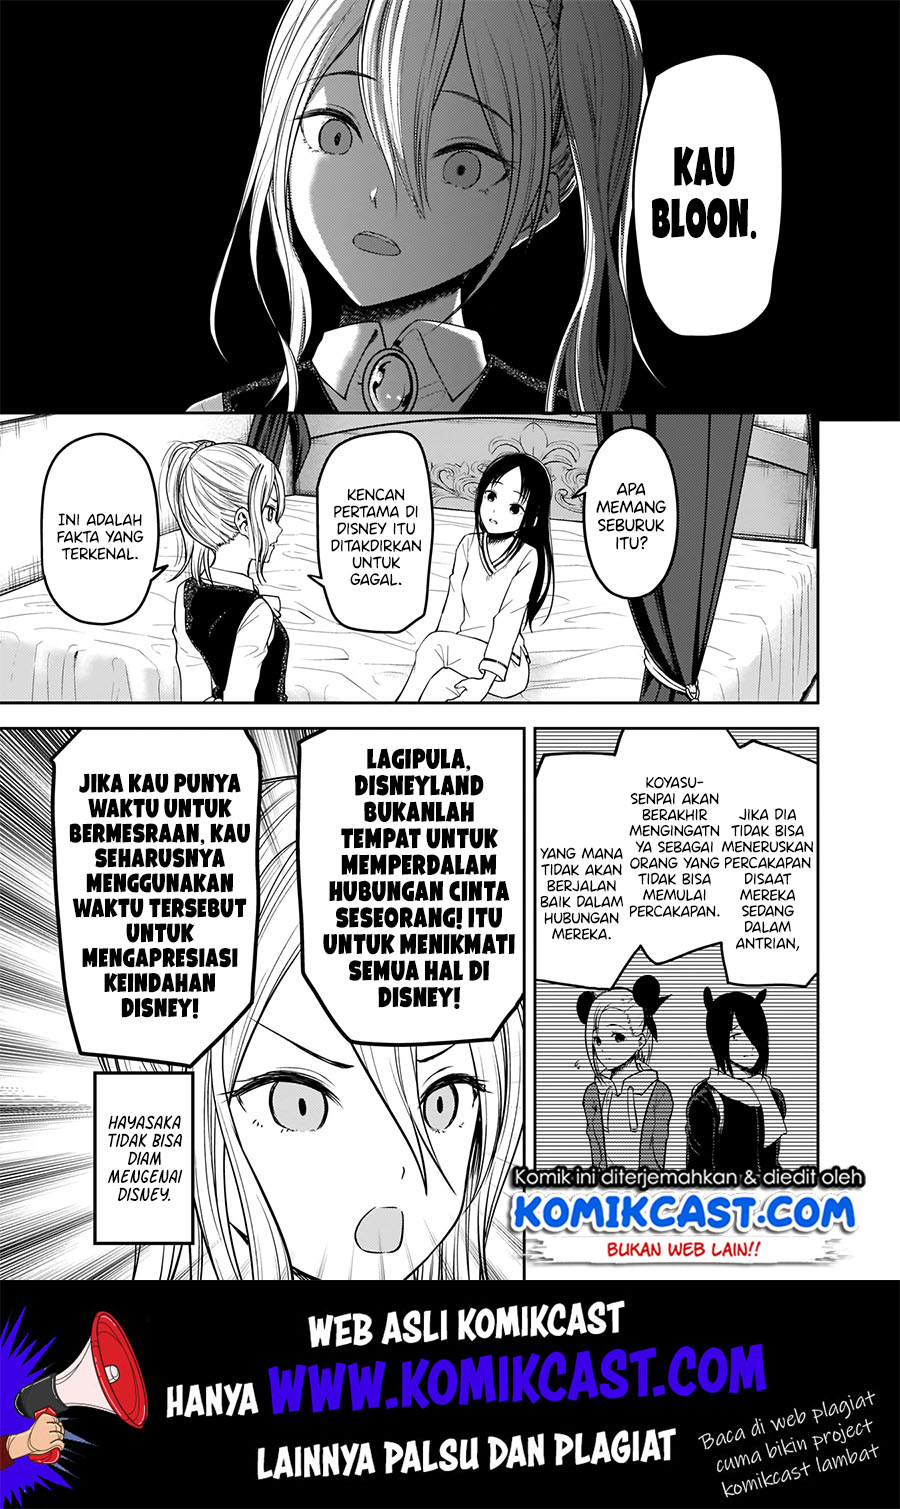 KAU
BLOON.
APA
MEMANG
SEBURUK
ITU?
KENCAN
PERTAMA DI
DISNEY ITU
DITAKDIRKAN
UNTUK
GAGAL.
INI ADALAH
FAKTA YANG
TERKENAL.
JIKA DIA
TIDAK BISA
MENERUSKAN
PERCAKAPAN
DISAAT
MEREKA
SEDANG
DALAM
ANTRIAN,
KOYASU-
SENPAI AKAN
BERAKHIR
MENGINGATN
YA SEBAGAI
ORANG YANG
TIDAK BISA
MEMULAI
PERCAKAPAN.
YANG MANA
TIDAK AKAN
BERJALAN
BAIK DALAM
HUBUNGAN
MEREKA.
LAGIPULA,
DISNEYLAND
BUKANLAH
TEMPAT UNTUK
MEMPERDALAM
HUBUNGAN CINTA
SESEORANG! ITU
UNTUK MENIKMATI
SEMUA HAL DI
DISNEY!
JIKA KAU PUNYA
WAKTU UNTUK
BERMESRAAN, KAU
SEHARUSNYA
MENGGUNAKAN
WAKTU TERSEBUT
UNTUK
MENGAPRESIASI
KEINDAHAN
DISNEY!
HAYASAKA
TIDAK BISA
DIAM
MENGENAI
DISNEY.
Komik ini diterjemahkan & diedit oleh
KOMIKCAST.COM
BUKAN WEB LAIN!!
WEB ASLI KOMIKCAST
HANYA WWW.KOMIKCAST.COM
LAINNYA PALSU DAN PLAGIAT
Baca di web plagiat
cuma bikin project
komikcast lambat